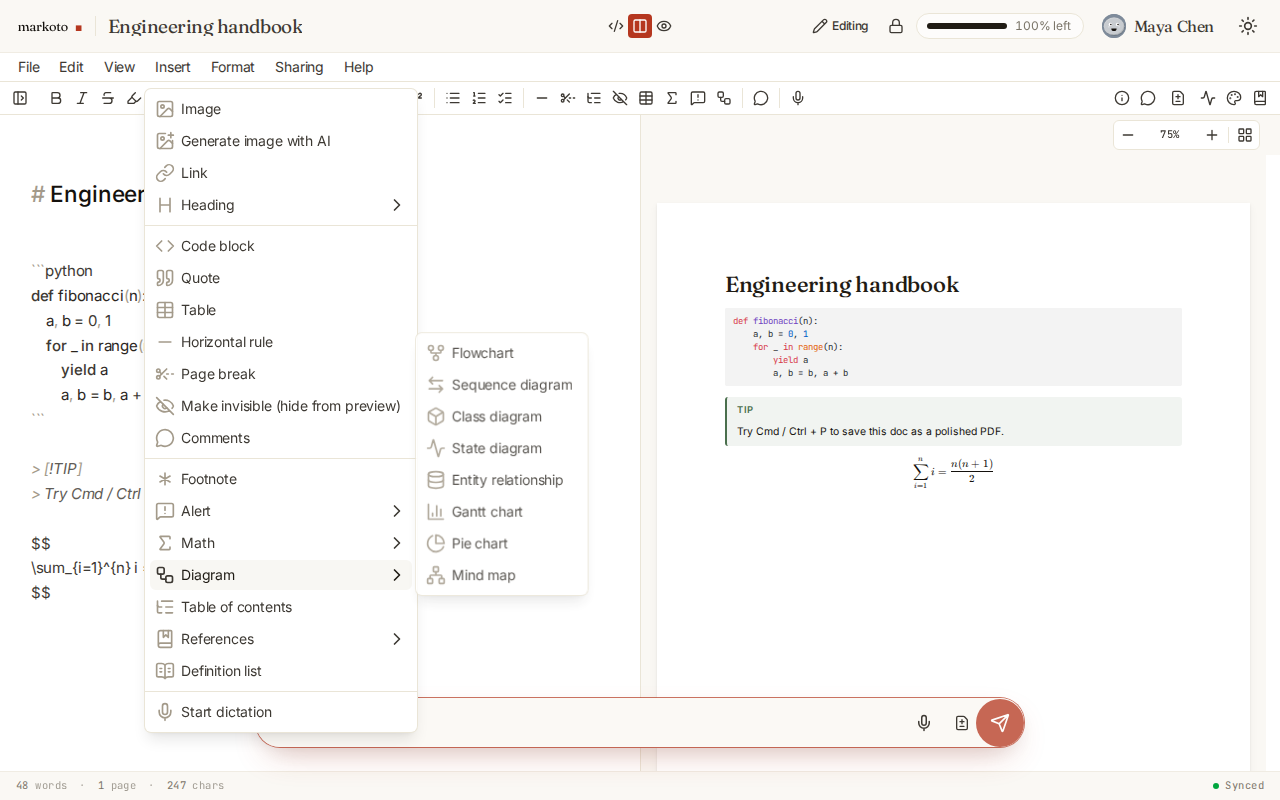 markoto
Engineering handbook
Editing
100% left
Maya Chen
File Edit View Insert Format Sharing Help
Image
Generate image with AI
Link
Heading
Code block
Quote
Table
Horizontal rule
Page break
Make invisible (hide from preview)
Comments
Footnote
Alert
Math
Diagram
Table of contents
References
Definition list
Start dictation
Flowchart
Sequence diagram
Class diagram
State diagram
Entity relationship
Gantt chart
Pie chart
Mind map
# Engineer
```python
def fibonacci(n):
a, b = 0, 1
for _ in range(
yield a
a, b = b, a +
```
> [!TIP]
> Try Cmd / Ctrl
$$
\sum_{i=1}^{n} i
$$
75%
Engineering handbook
def fibonacci(n):
a, b = 0, 1
for _ in range(n):
yield a
a, b = b, a + b
TIP
Try Cmd / Ctrl + P to save this doc as a polished PDF.
∑_{i=1}^{n} i = n(n + 1) / 2
48 words · 1 page · 247 chars
Synced